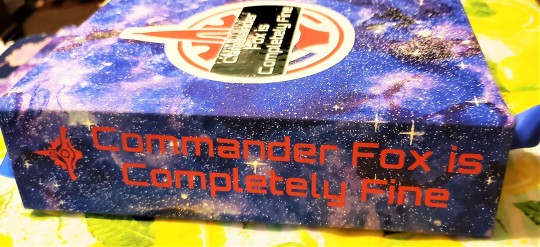 Fox is
Completely Fine
Commander Fox is
Completely Fine